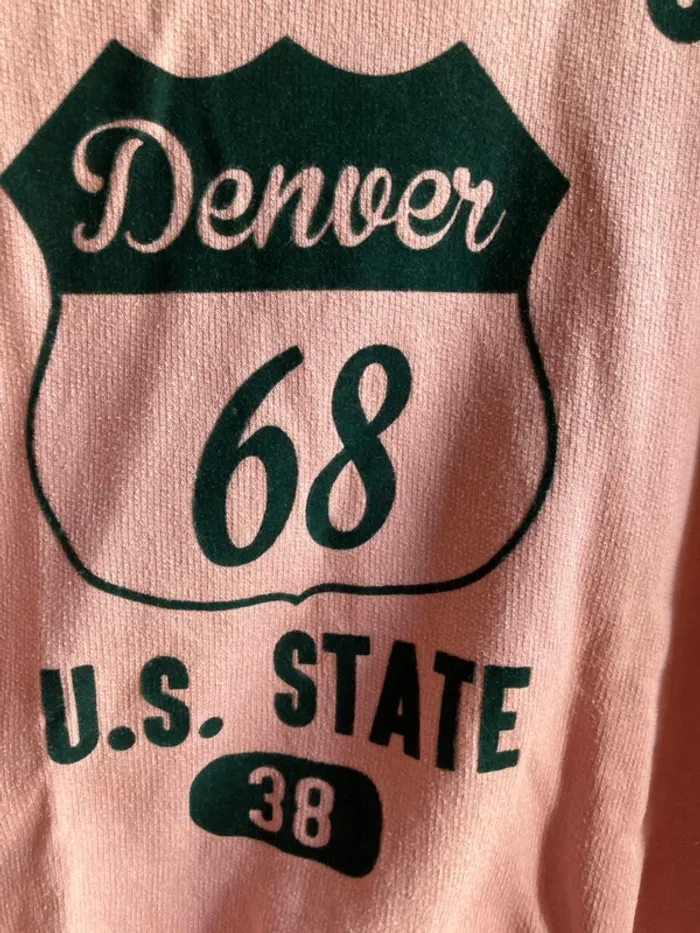 Denver
68
U.S. STATE
38